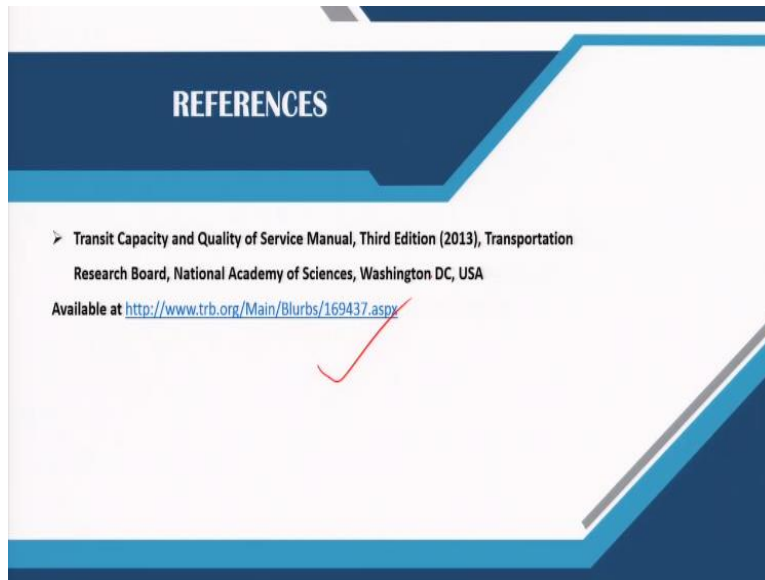 REFERENCES
➢ Transit Capacity and Quality of Service Manual, Third Edition (2013), Transportation
Research Board, National Academy of Sciences, Washington DC, USA
Available at http://www.trb.org/Main/Blurbs/169437.aspx